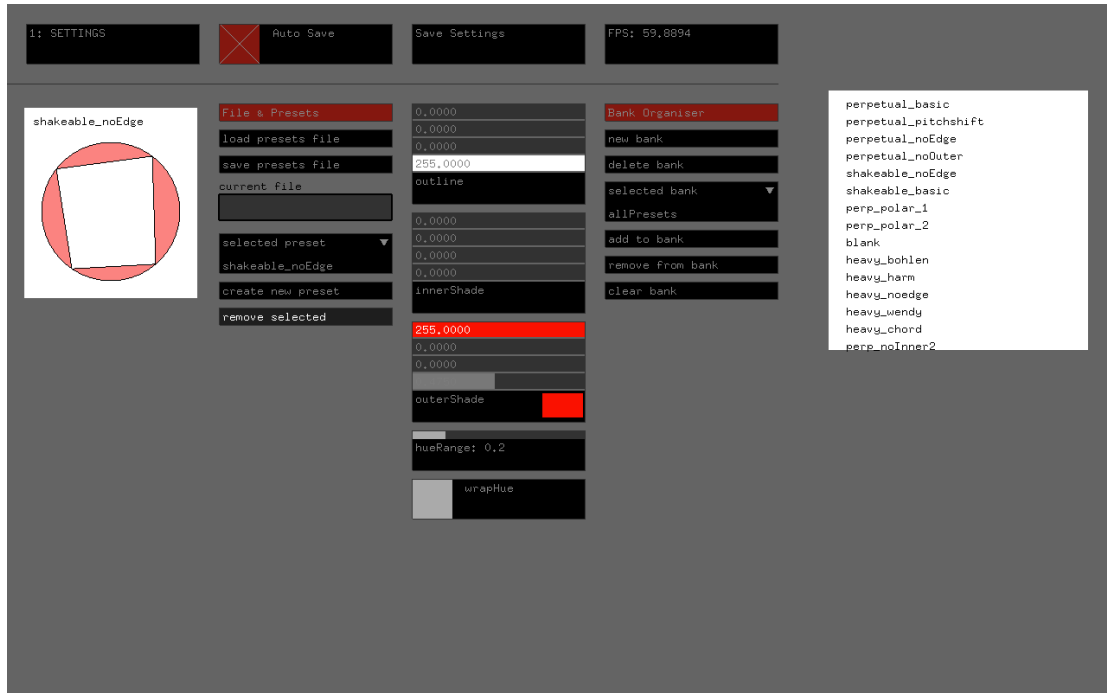 1: SETTINGS
Auto Save
Save Settings
FPS: 59.8894
shakeable_noEdge
File & Presets
load presets file
save presets file
current file
selected preset
shakeable_noEdge
create new preset
remove selected
0.0000
0.0000
0.0000
255.0000
outline
0.0000
0.0000
0.0000
0.0000
innerShade
255.0000
0.0000
0.0000
outerShade
hueRange: 0.2
wrapHue
Bank Organiser
new bank
delete bank
selected bank
allPresets
add to bank
remove from bank
clear bank
perpetual_basic
perpetual_pitchshift
perpetual_noEdge
perpetual_noOuter
shakeable_noEdge
shakeable_basic
perp_polar_1
perp_polar_2
blank
heavy_bohlen
heavy_harm
heavy_noedge
heavy_wendy
heavy_chord
perp_noInner2